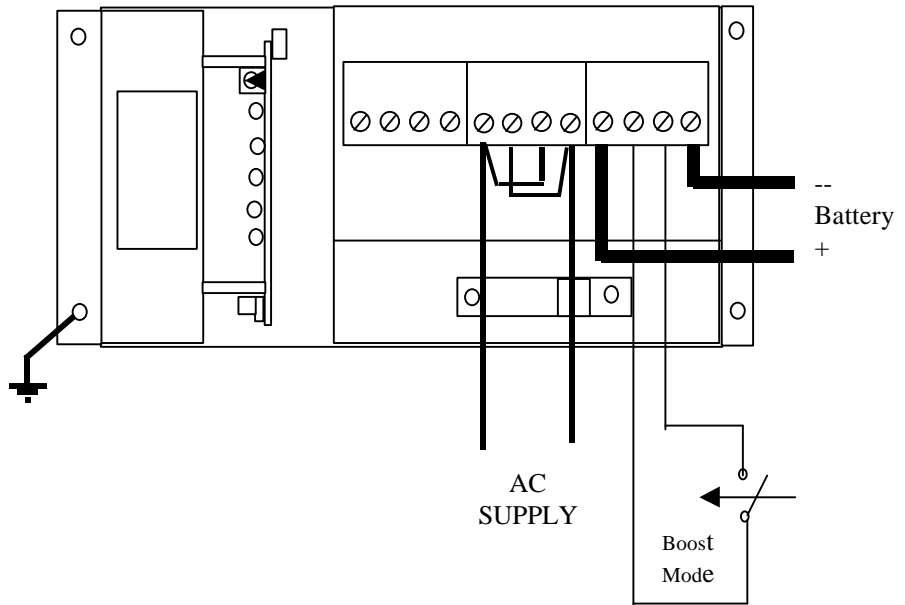 --
Battery
+
AC
SUPPLY
Boost
Mode